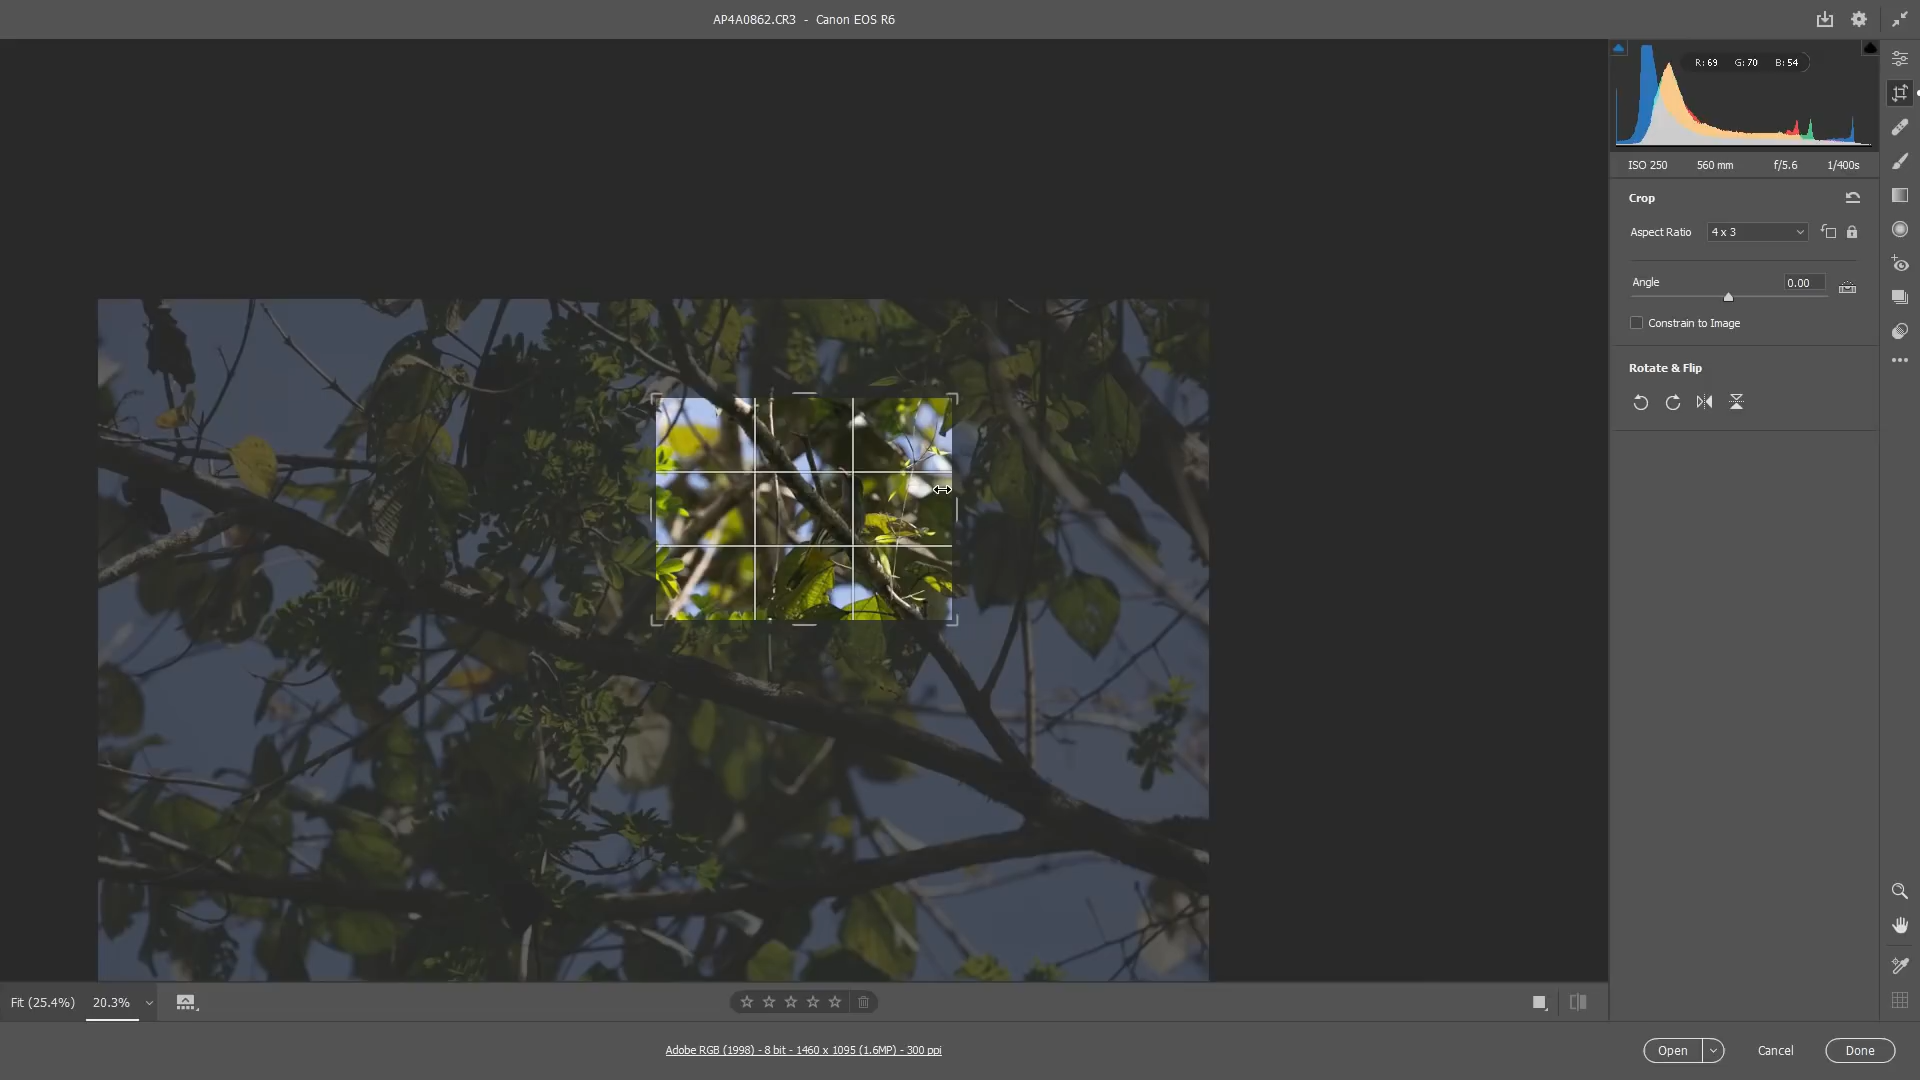 AP4A0862.CR3 - Canon EOS R6
R: 69 G: 70 B: 54
ISO 250 560 mm f/5.6 1/400s
Crop
Aspect Ratio 4 x 3
Angle 0.00
Constrain to Image
Rotate & Flip
Fit (25.4%) 20.3%
Adobe RGB (1998) - 8 bit - 1460 x 1095 (1.6MP) - 300 ppi
Open Cancel Done